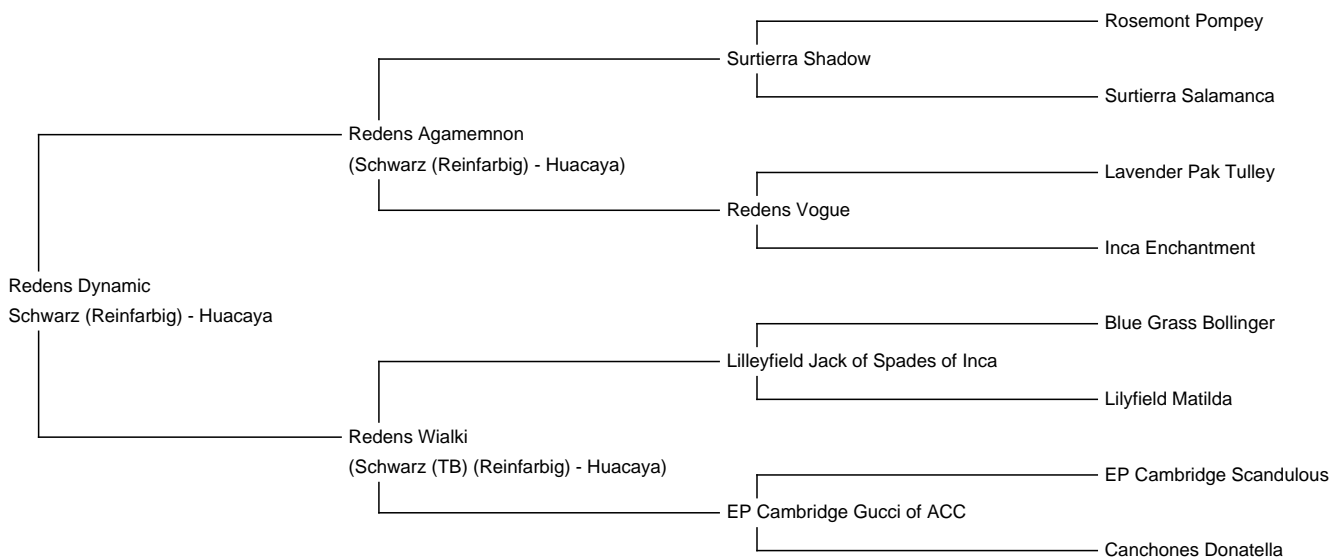 Rosemont Pompey
Surtierra Shadow
Surtierra Salamanca
Redens Agamemnon
(Schwarz (Reinfarbig) - Huacaya)
Lavender Pak Tulley
Redens Vogue
Inca Enchantment
Redens Dynamic
Schwarz (Reinfarbig) - Huacaya
Blue Grass Bollinger
Lilleyfield Jack of Spades of Inca
Lilyfield Matilda
Redens Wialki
(Schwarz (TB) (Reinfarbig) - Huacaya)
EP Cambridge Scandulous
EP Cambridge Gucci of ACC
Canchones Donatella